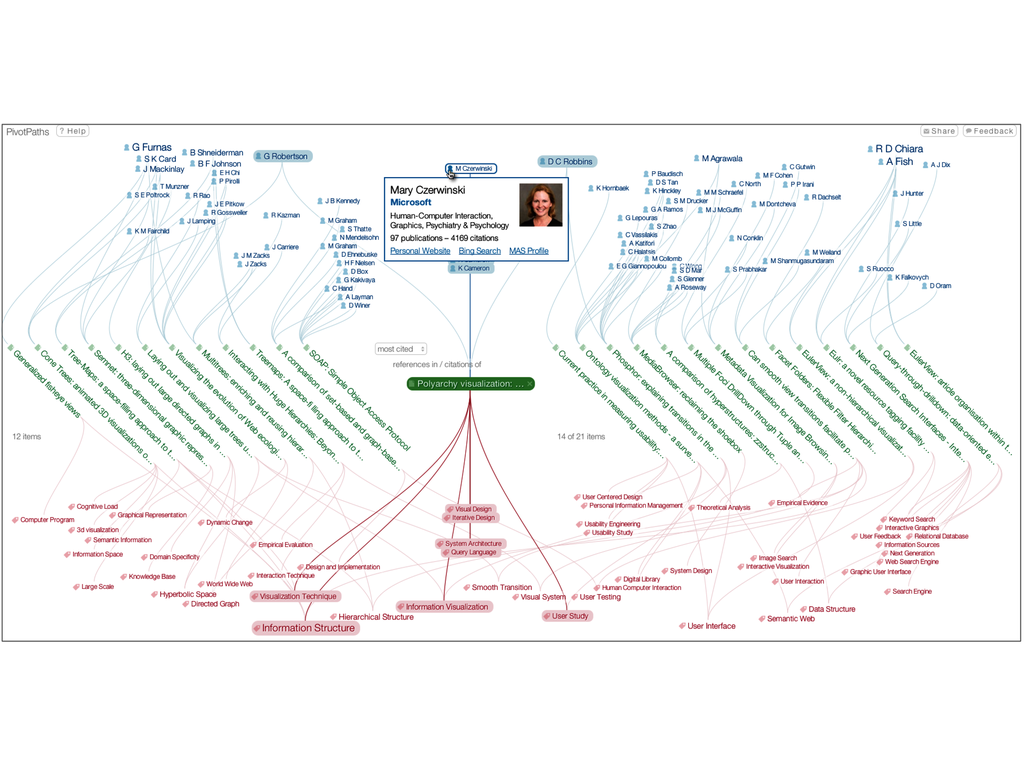 PivotPaths
? Help
Share
Feedback
G Furnas
S K Card
J Mackinlay
B Shneiderman
B F Johnson
E H Chi
P Pirolli
T Munzner
S E Poltrock
R Rao
J E Pitkow
R Gossweiler
J Lamping
K M Fairchild
G Robertson
R Kazman
J Carriere
J M Zacks
J Zacks
J B Kennedy
M Graham
S Thatte
N Mendelsohn
M Graham
D Ehnebuske
H F Nielsen
D Box
G Kakivaya
C Hand
A Layman
D Winer
M Czerwinski
Mary Czerwinski
Microsoft
Human-Computer Interaction,
Graphics, Psychiatry & Psychology
97 publications – 4169 citations
Personal Website
Bing Search
MAS Profile
K Cameron
D C Robbins
K Hornbaek
P Baudisch
D S Tan
K Hinckley
S M Drucker
G A Ramos
G Lepouras
S Zhao
C Vassilakis
A Katifori
C Halatsis
M Collomb
E G Giannopoulou
S D Mar
S Glenner
A Roseway
M Agrawala
C Gutwin
M F Cohen
C North
P P Irani
M M Schraefel
R Dachselt
M Dontcheva
M J McGuffin
N Conklin
M Weiland
M Shanmugasundaram
S Prabhakar
R D Chiara
A Fish
A J Dix
J Hunter
S Little
S Ruocco
K Falkovych
D Oram
most cited
references in / citations of
Polyarchy visualization: ...
Generalized fisheye views
Cone Trees: animated 3D visualizations o...
Tree-Maps: a space-filling approach to t...
Semnet: three-dimensional graphic repres...
H3: laying out large directed graphs in ...
Laying out and visualizing large trees u...
Visualizing the evolution of Web ecologi...
Multitrees: enriching and reusing hierar...
Interacting with Huge Hierarchies: Beyon...
Treemaps: A space-filling approach to t...
A comparison of set-based and graph-base...
SOAP: Simple Object Access Protocol
Current practice in measuring usability:...
Ontology visualization methods - a surve...
Phosphor: explaining transitions in the ...
MediaBrowser: reclaiming the shoebox
A comparison of hyperstructures: zzstruc...
Multiple Foci Drill-Down through Tuple an...
Metadata Visualization for Image Browsin...
Can smooth view transitions facilitate p...
Facet Folders: Flexible Filter Hierarchi...
EulerView: a non-hierarchical visualizat...
Eulr: a novel resource tagging facility...
Next Generation Search Interfaces - Inte...
Query-through-drilldown: data-oriented e...
EulerView: article organisation within t...
12 items
14 of 21 items
Cognitive Load
Graphical Representation
Computer Program
3d visualization
Dynamic Change
Semantic Information
Information Space
Domain Specificity
Empirical Evaluation
Design and Implementation
Interaction Technique
Knowledge Base
Large Scale
World Wide Web
Hyperbolic Space
Directed Graph
Visualization Technique
Hierarchical Structure
Information Structure
Visual Design
Iterative Design
System Architecture
Query Language
Information Visualization
Smooth Transition
Visual System
User Study
User Testing
User Centered Design
Personal Information Management
Usability Engineering
Usability Study
Theoretical Analysis
Empirical Evidence
System Design
Digital Library
Human Computer Interaction
Image Search
Interactive Visualization
User Interaction
Keyword Search
Interactive Graphics
User Feedback
Relational Database
Information Sources
Next Generation
Web Search Engine
Graphic User Interface
Search Engine
Data Structure
Semantic Web
User Interface